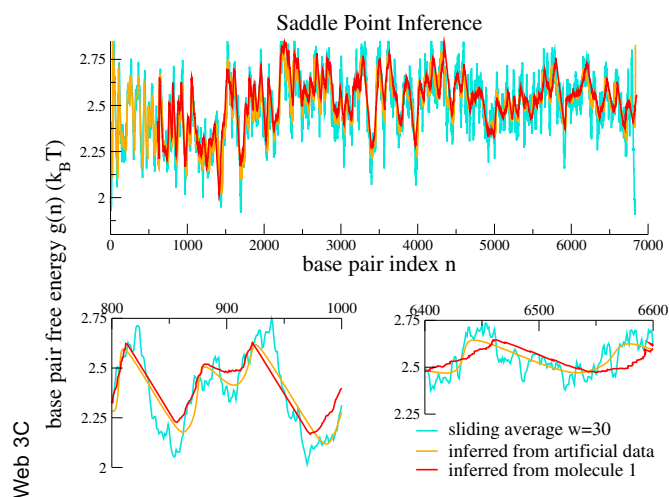 Saddle Point Inference
2.75
2.5
2.25
2
0 1000 2000 3000 4000 5000 6000 7000
base pair index n
base pair free energy g(n) (k_BT)
800 900 1000
2.75
2.5
2.25
2
6400 6500 6600
2.75
2.5
2.25
sliding average w=30
inferred from artificial data
inferred from molecule 1
Web 3C